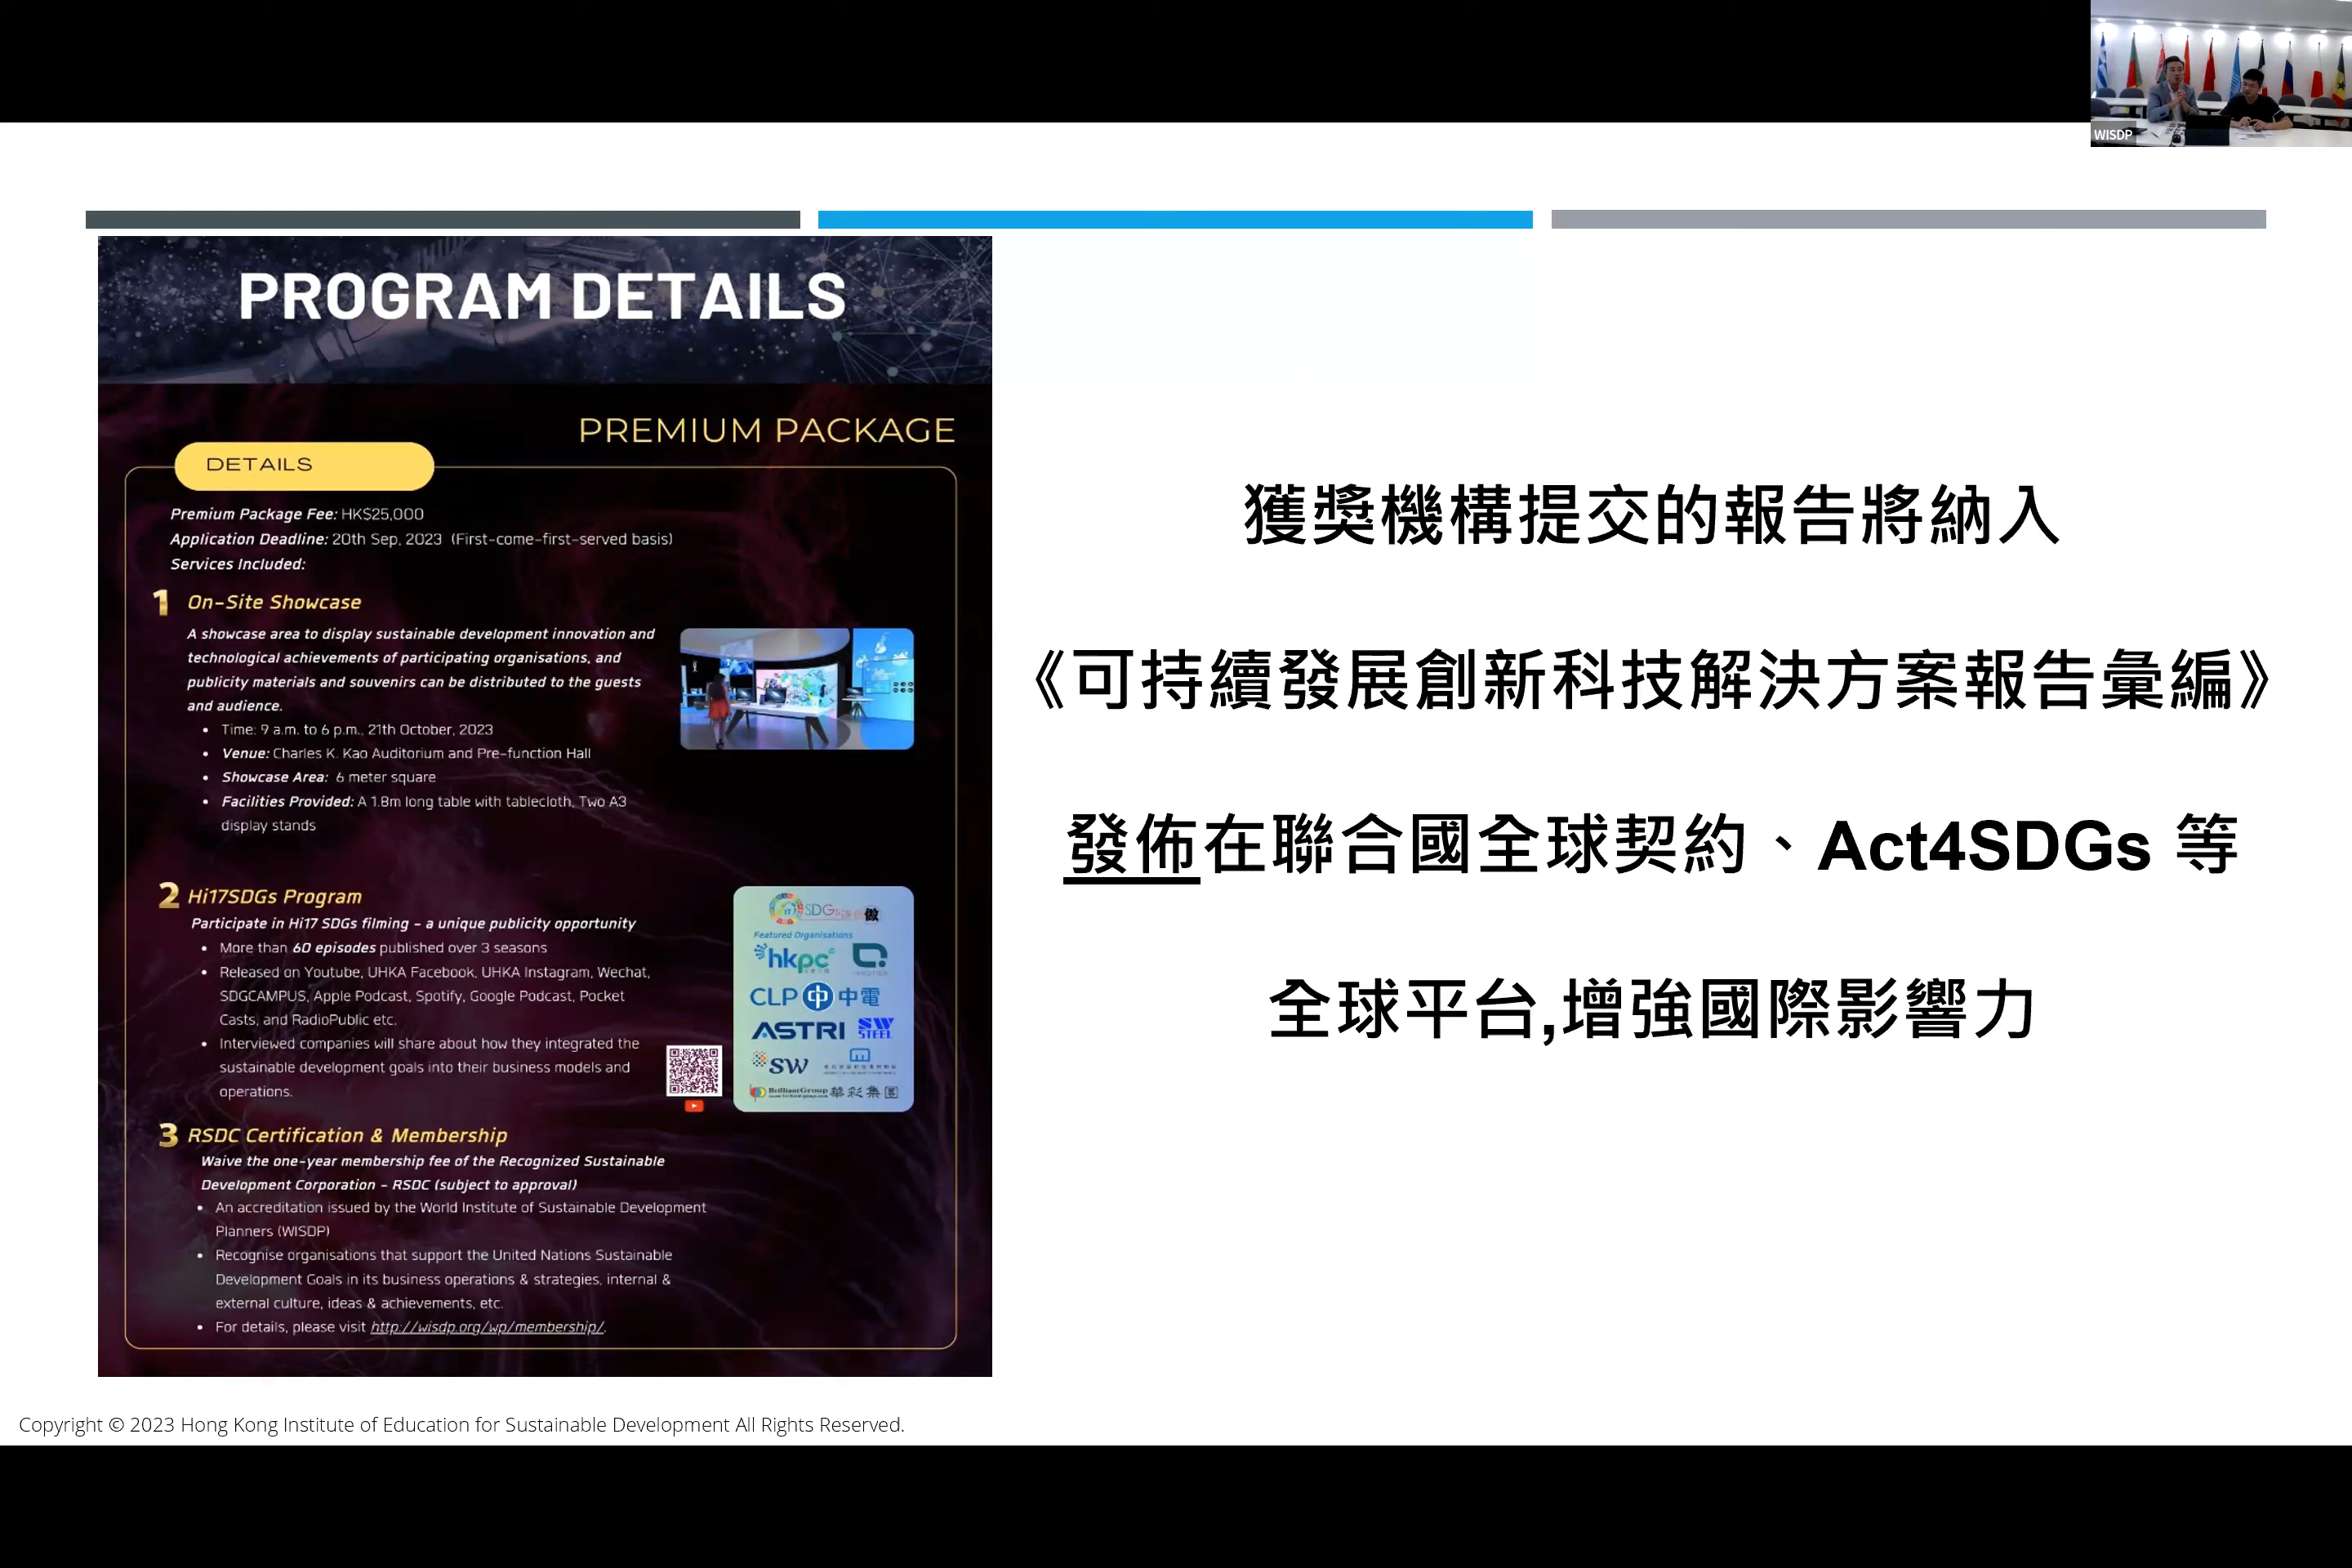 WISDP
PROGRAM DETAILS
PREMIUM PACKAGE
DETAILS
Premium Package Fee: HK$25,000
Application Deadline: 20th Sep, 2023 (First-come-first-served basis)
Services Included:
1 On-Site Showcase
A showcase area to display sustainable development innovation and
technological achievements of participating organisations, and
publicity materials and souvenirs can be distributed to the guests
and audience.
• Time: 9 a.m. to 6 p.m., 21th October, 2023
• Venue: Charles K. Kao Auditorium and Pre-function Hall
• Showcase Area: 6 meter square
• Facilities Provided: A 1.8m long table with tablecloth, Two A3
display stands
2 Hi17SDGs Program
Participate in Hi17 SDGs filming - a unique publicity opportunity
• More than 60 episodes published over 3 seasons
• Released on Youtube, UHKA Facebook, UHKA Instagram, Wechat,
SDGCAMPUS, Apple Podcast, Spotify, Google Podcast, Pocket
Casts, and RadioPublic etc.
• Interviewed companies will share about how they integrated the
sustainable development goals into their business models and
operations.
SDGs
做
Featured Organisations
hkpc
CLP 中電
ASTRI SW STEEL
SW
BrilliantGroup 華彩集團
3 RSDC Certification & Membership
Waive the one-year membership fee of the Recognized Sustainable
Development Corporation - RSDC (subject to approval)
• An accreditation issued by the World Institute of Sustainable Development
Planners (WISDP)
• Recognise organisations that support the United Nations Sustainable
Development Goals in its business operations & strategies, internal &
external culture, ideas & achievements, etc.
• For details, please visit http://wisdp.org/wp/membership/.
獲獎機構提交的報告將納入
《可持續發展創新科技解決方案報告彙編》
發佈在聯合國全球契約、Act4SDGs 等
全球平台,增強國際影響力
Copyright © 2023 Hong Kong Institute of Education for Sustainable Development All Rights Reserved.